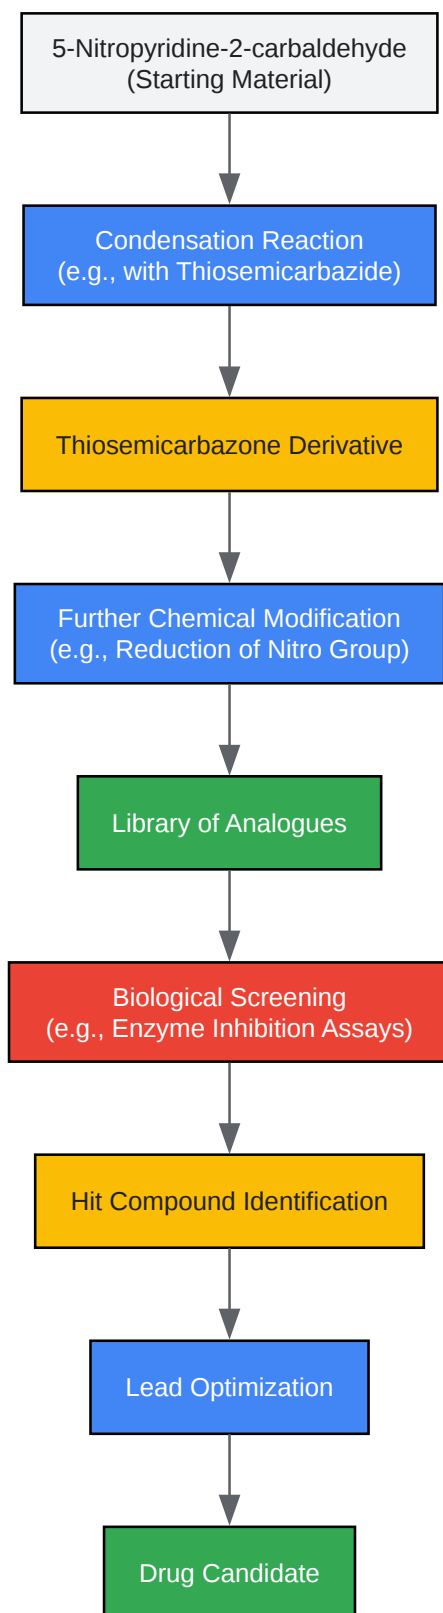 5-Nitropyridine-2-carbaldehyde
(Starting Material)
Condensation Reaction
(e.g., with Thiosemicarbazide)
Thiosemicarbazone Derivative
Further Chemical Modification
(e.g., Reduction of Nitro Group)
Library of Analogues
Biological Screening
(e.g., Enzyme Inhibition Assays)
Hit Compound Identification
Lead Optimization
Drug Candidate